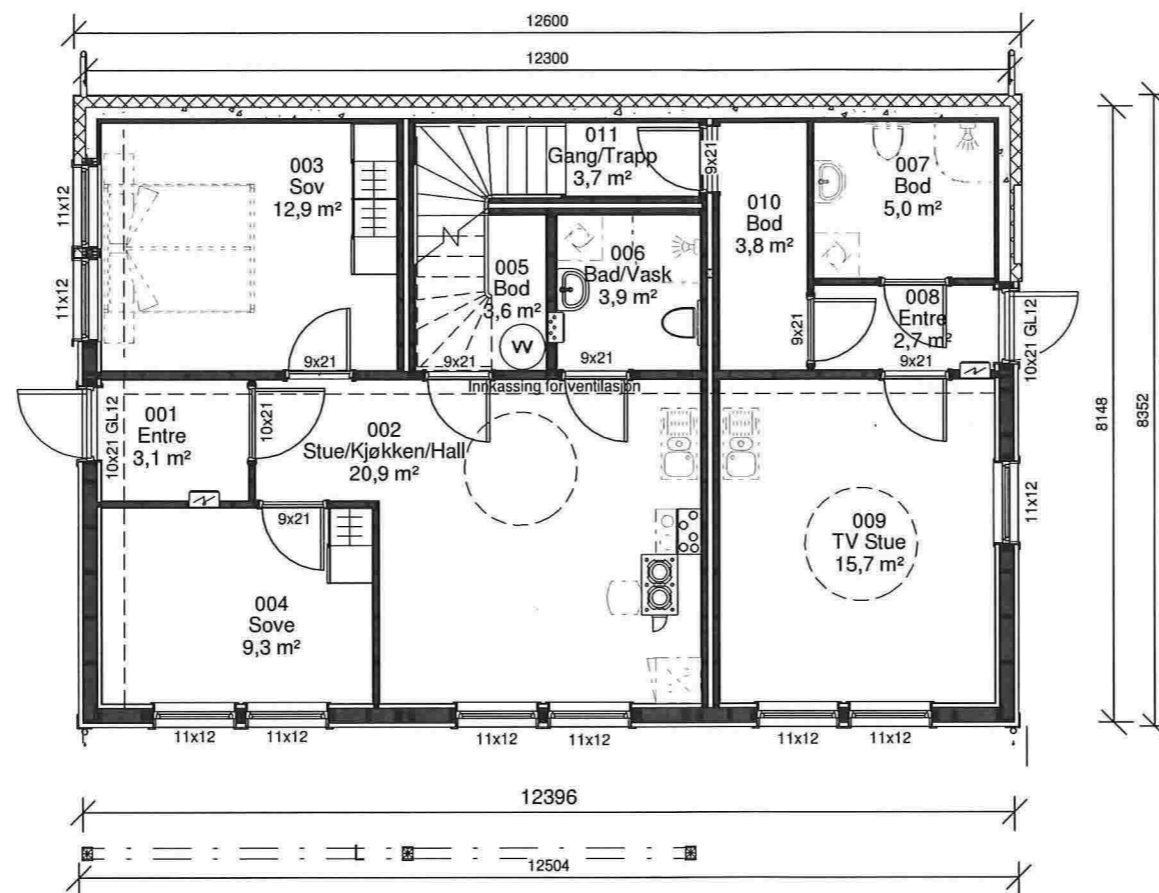 12600
12300
003
Sov
12,9 m²
011
Gang/Trapp
3,7 m²
9x21
010
Bod
3,8 m²
007
Bod
5,0 m²
11x12
11x12
005
Bod
3,6 m²
VV
006
Bad/Vask
3,9 m²
008
Entre
2,7 m²
9x21
9x21
10x21 GL12
9x21
9x21
9x21
Innkassing for ventilasjon
8148
8352
10x21 GL12
001
Entre
3,1 m²
10x21
002
Stue/Kjøkken/Hall
20,9 m²
11x12
9x21
009
TV Stue
15,7 m²
004
Sove
9,3 m²
11x12
11x12
11x12
11x12
11x12
11x12
12396
12504